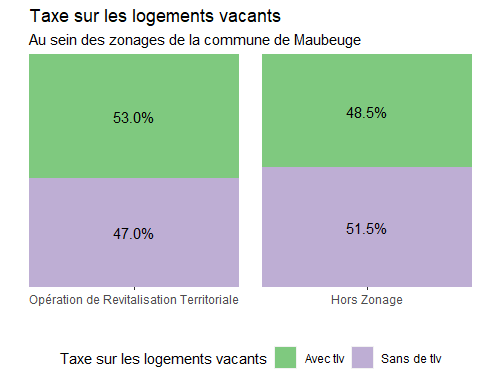 Taxe sur les logements vacants
Au sein des zonages de la commune de Maubeuge
53.0%
48.5%
47.0%
51.5%
Opération de Revitalisation Territoriale
Hors Zonage
Taxe sur les logements vacants
Avec tlv
Sans de tlv